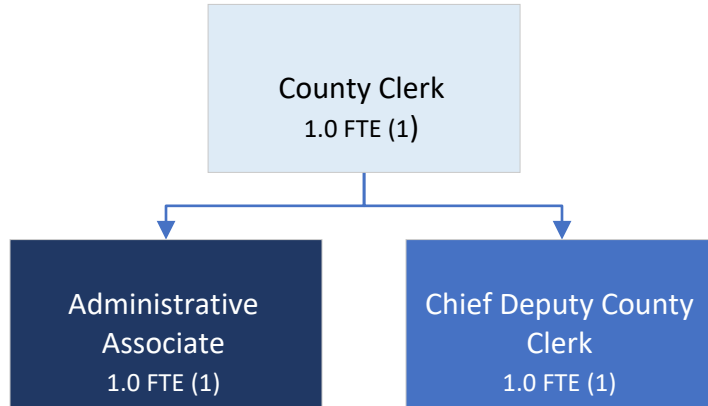 County Clerk
1.0 FTE (1)
Administrative
Associate
1.0 FTE (1)
Chief Deputy County
Clerk
1.0 FTE (1)